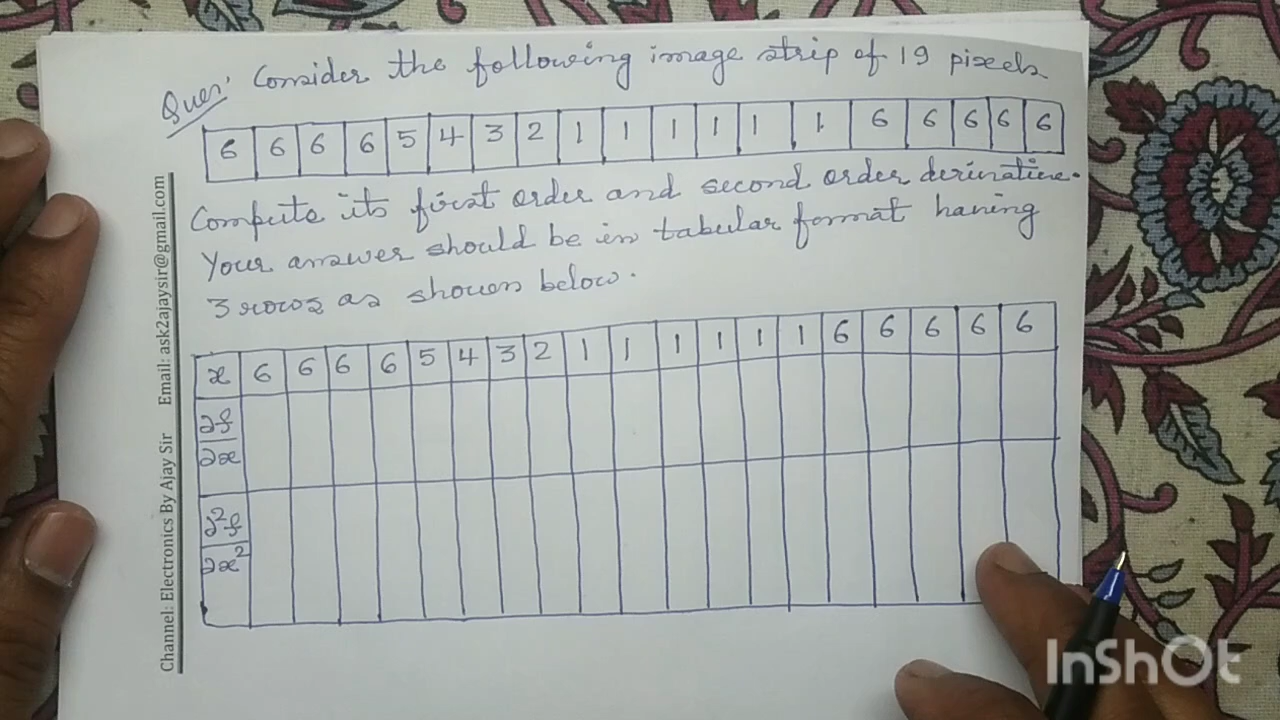 Ques' Consider the following image strip of 19 pixels
6 6 6 6 5 4 3 2 1 1 1 1 1 1 6 6 6 6 6
Compute its first order and second order derivative.
Your answer should be in tabular format having
3 rows as shown below.
x 6 6 6 6 5 4 3 2 1 1 1 1 1 1 6 6 6 6 6
∂f/∂x
∂²f/∂x²
Channel: Electronics By Ajay Sir Email: ask2ajaysir@gmail.com
InShOt